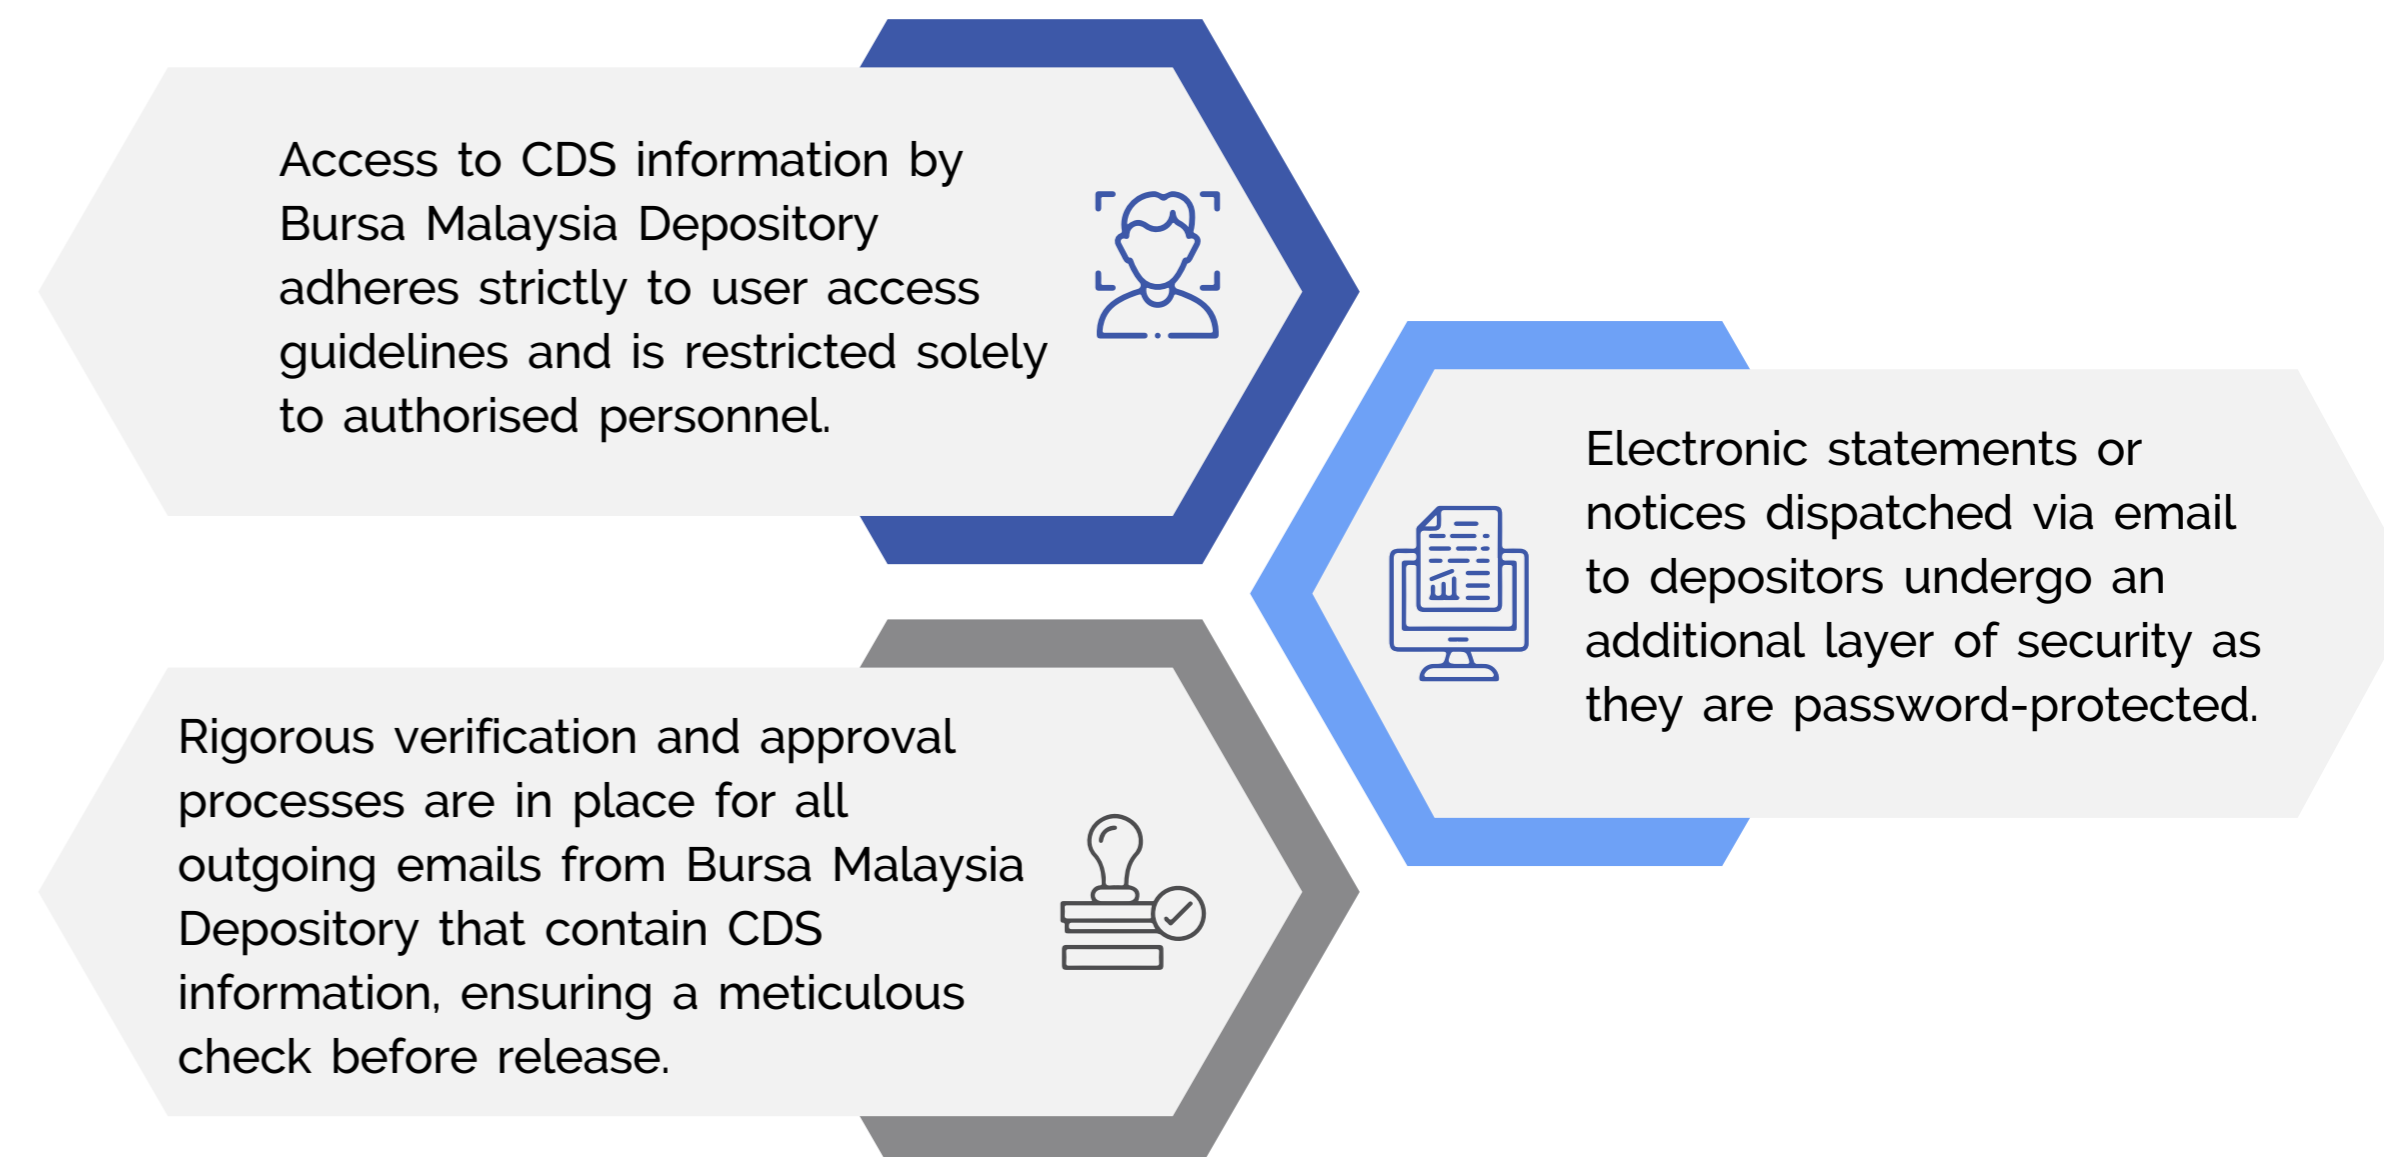 Access to CDS information by
Bursa Malaysia Depository
adheres strictly to user access
guidelines and is restricted solely
to authorised personnel.
Electronic statements or
notices dispatched via email
to depositors undergo an
additional layer of security as
they are password-protected.
Rigorous verification and approval
processes are in place for all
outgoing emails from Bursa Malaysia
Depository that contain CDS
information, ensuring a meticulous
check before release.